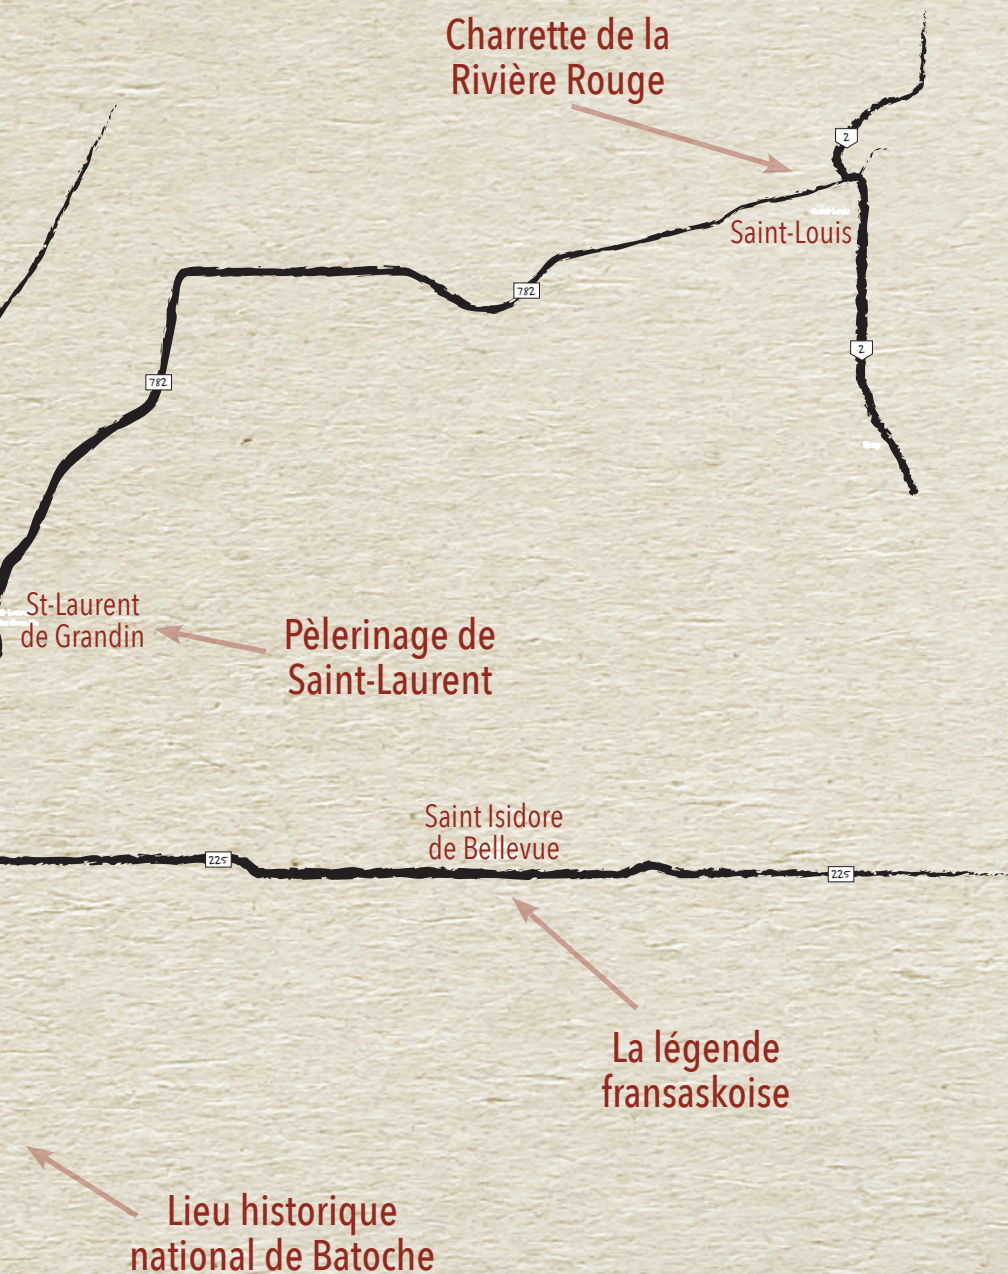 Charrette de la
Rivière Rouge
2
Saint-Louis
782
2
782
St-Laurent
de Grandin
Pèlerinage de
Saint-Laurent
Saint Isidore
de Bellevue
225
225
La légende
fransaskoise
Lieu historique
national de Batoche